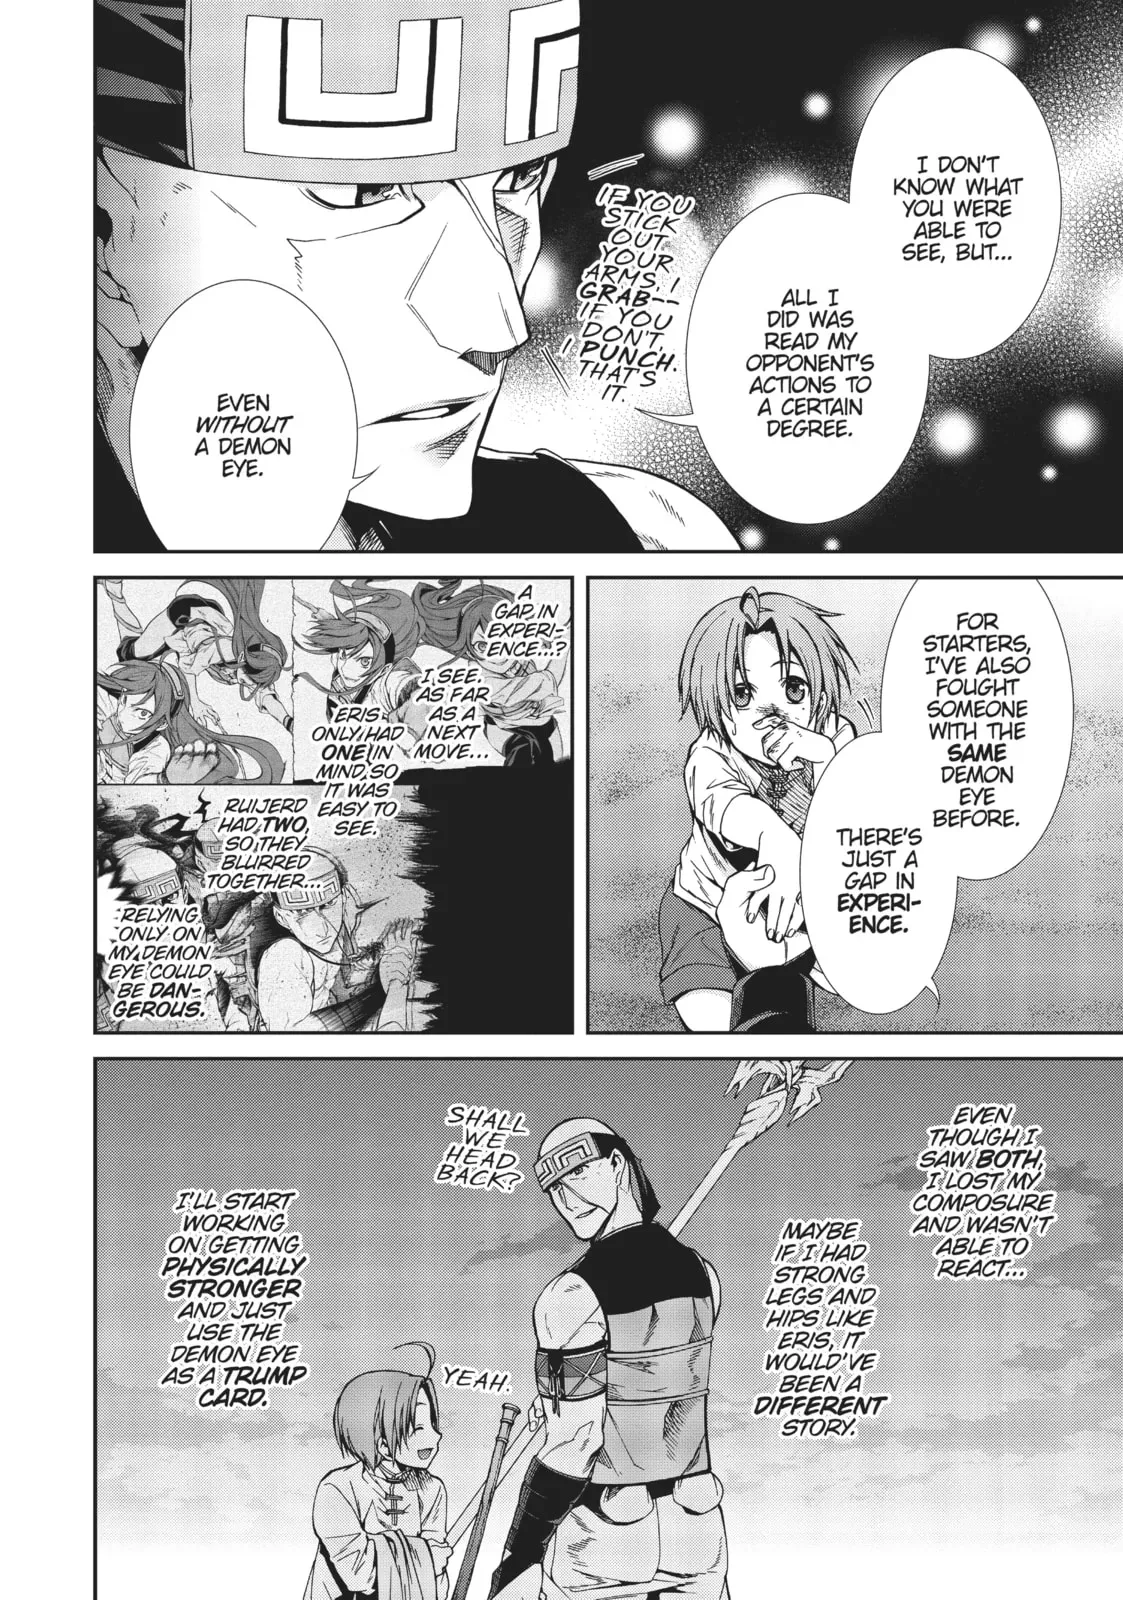 I DON'T
KNOW WHAT
YOU WERE
ABLE TO
SEE, BUT...
ALL I
DID WAS
READ MY
OPPONENT'S
ACTIONS TO
A CERTAIN
DEGREE.
IF YOU
STICK
OUT
YOUR
ARMS, I
GRAB--
IF YOU
DON'T,
I PUNCH.
THAT'S
IT.
EVEN
WITHOUT
A DEMON
EYE.
FOR
STARTERS,
I'VE ALSO
FOUGHT
SOMEONE
WITH THE
SAME
DEMON
EYE
BEFORE.
THERE'S
JUST A
GAP IN
EXPERI-
ENCE.
A
GAP IN
EXPERI-
ENCE...?
I SEE.
AS FAR
AS A
NEXT
MOVE...
ERIS
ONLY HAD
ONE IN
MIND, SO
IT WAS
EASY TO
SEE.
RUIJERD
HAD TWO,
SO THEY
BLURRED
TOGETHER...
RELYING
ONLY ON
MY DEMON
EYE COULD
BE DAN-
GEROUS.
EVEN
THOUGH I
SAW BOTH,
I LOST MY
COMPOSURE
AND WASN'T
ABLE TO
REACT...
MAYBE
IF I HAD
STRONG
LEGS AND
HIPS LIKE
ERIS, IT
WOULD'VE
BEEN A
DIFFERENT
STORY.
SHALL
WE
HEAD
BACK?
YEAH.
I'LL START
WORKING
ON GETTING
PHYSICALLY
STRONGER
AND JUST
USE THE
DEMON EYE
AS A TRUMP
CARD.